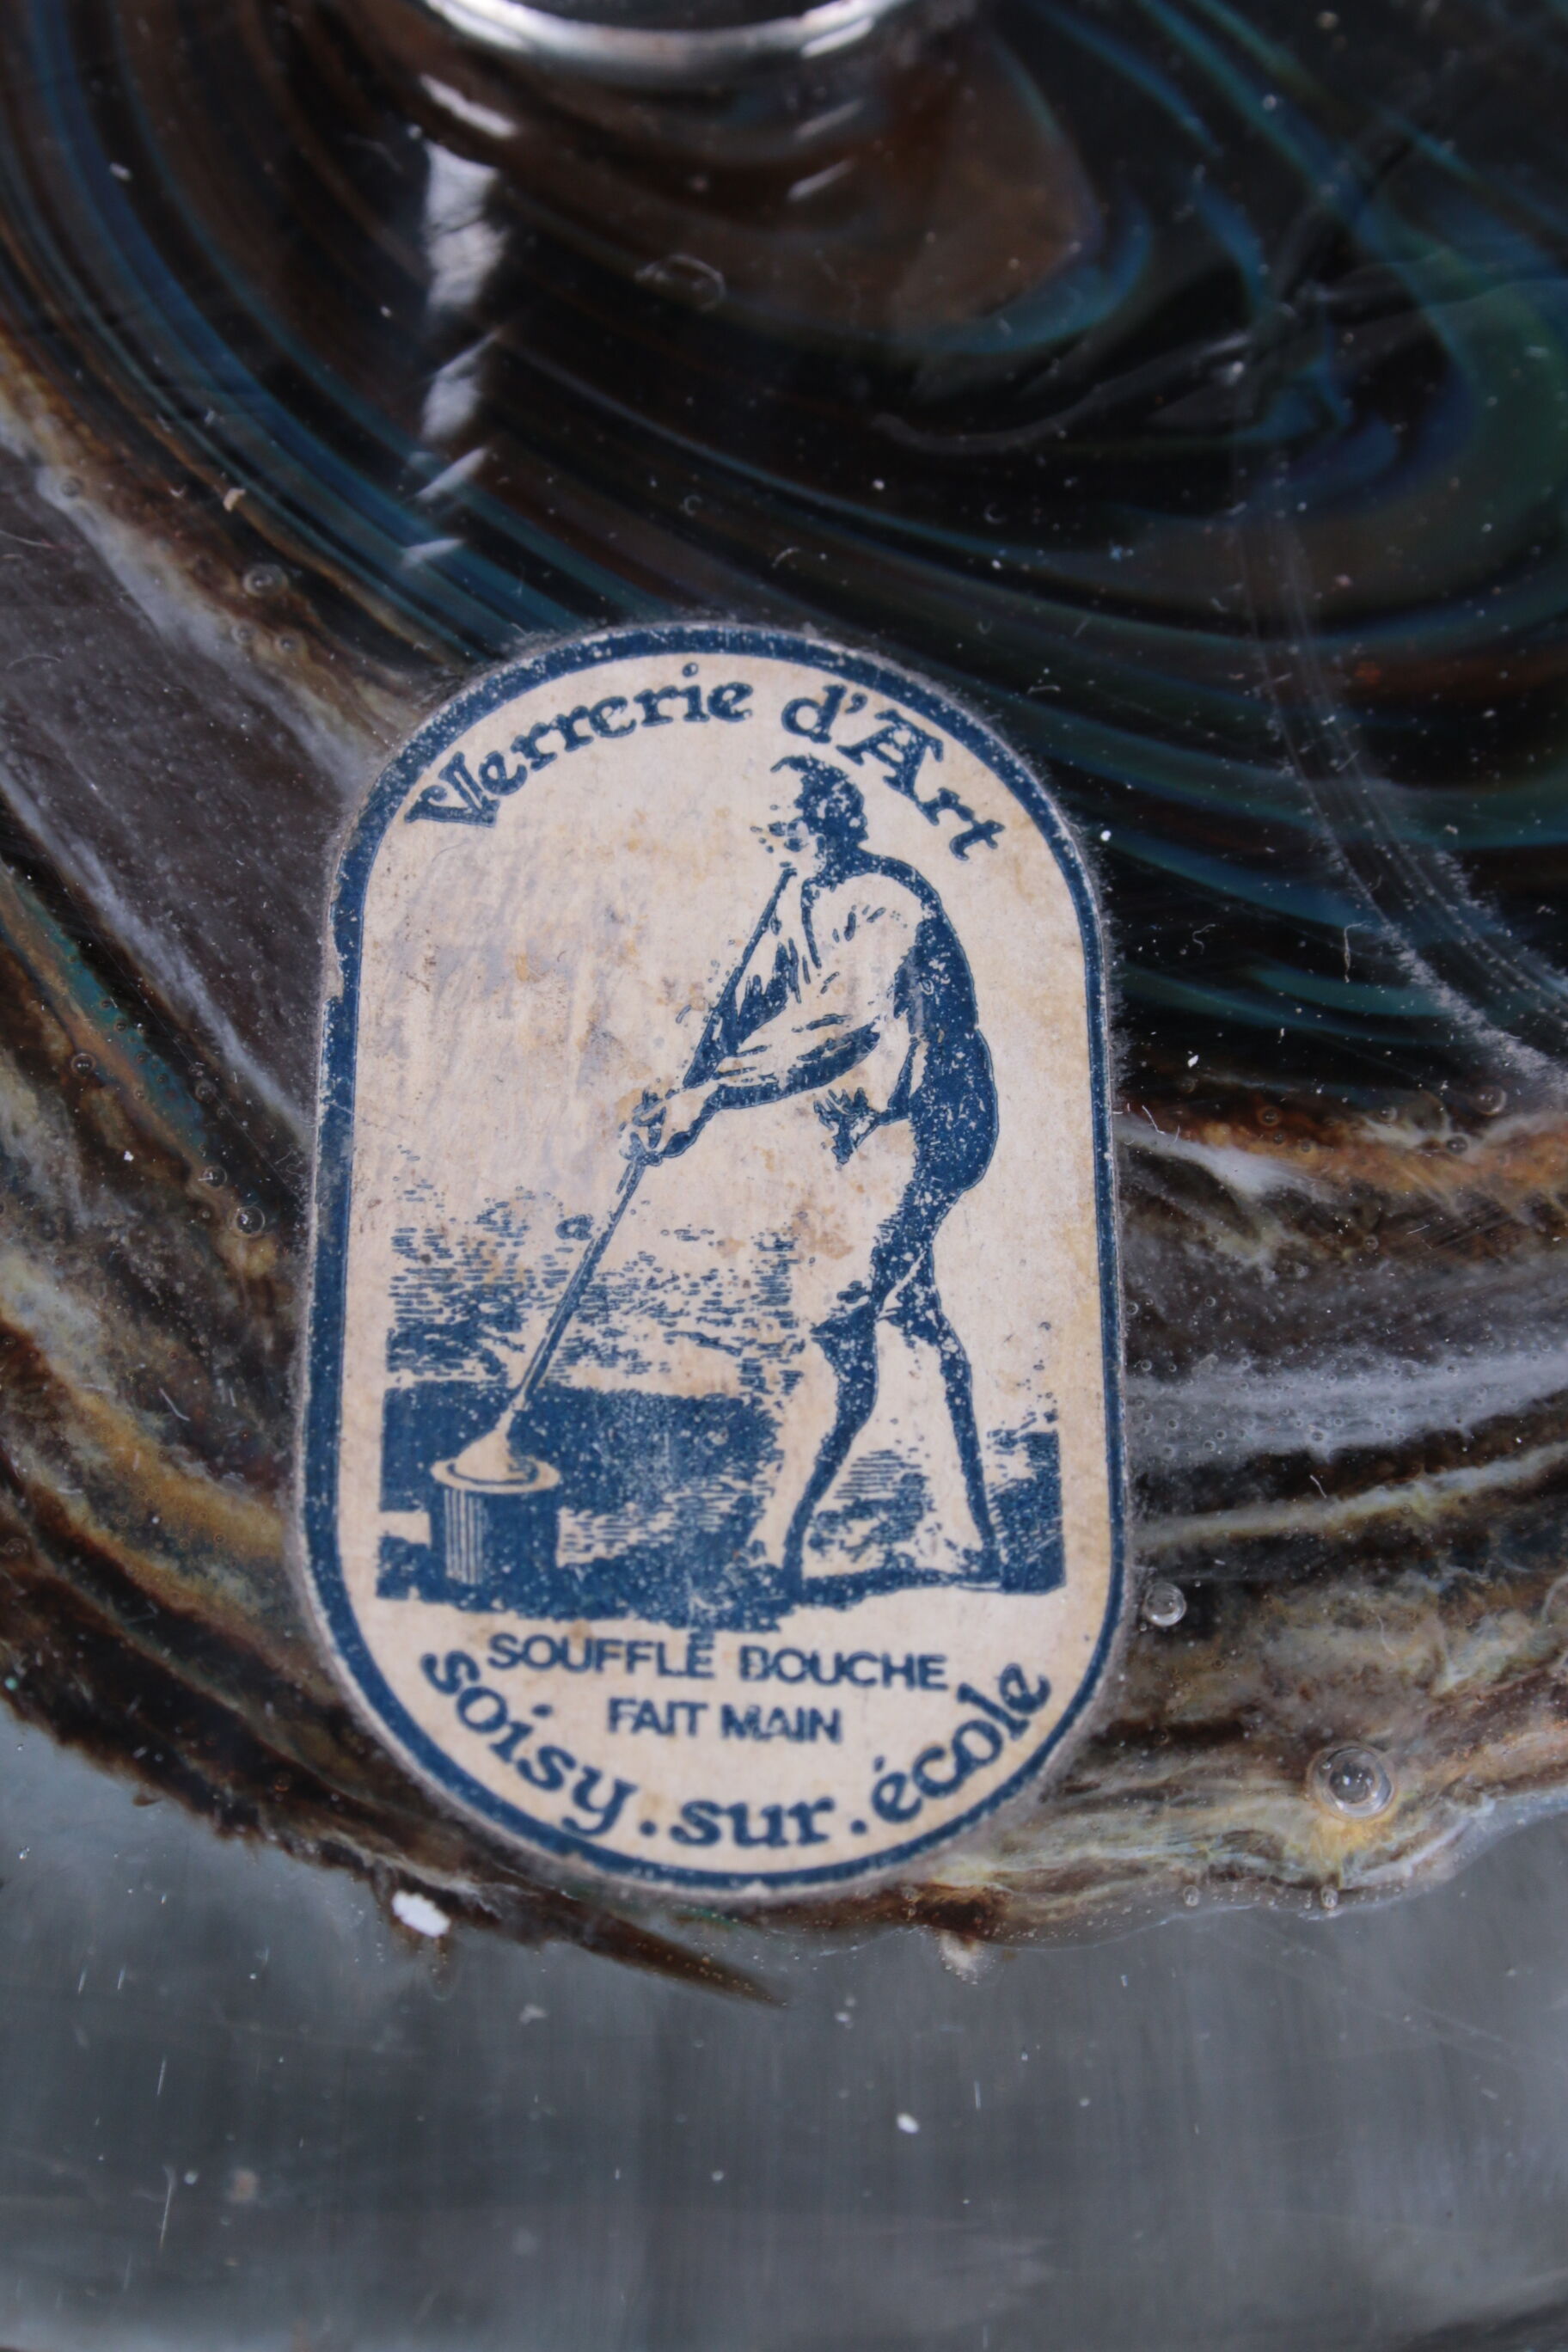 Verrerie d'Art
SOUFFLÉ BOUCHE
FAIT MAIN
soisy.sur.école